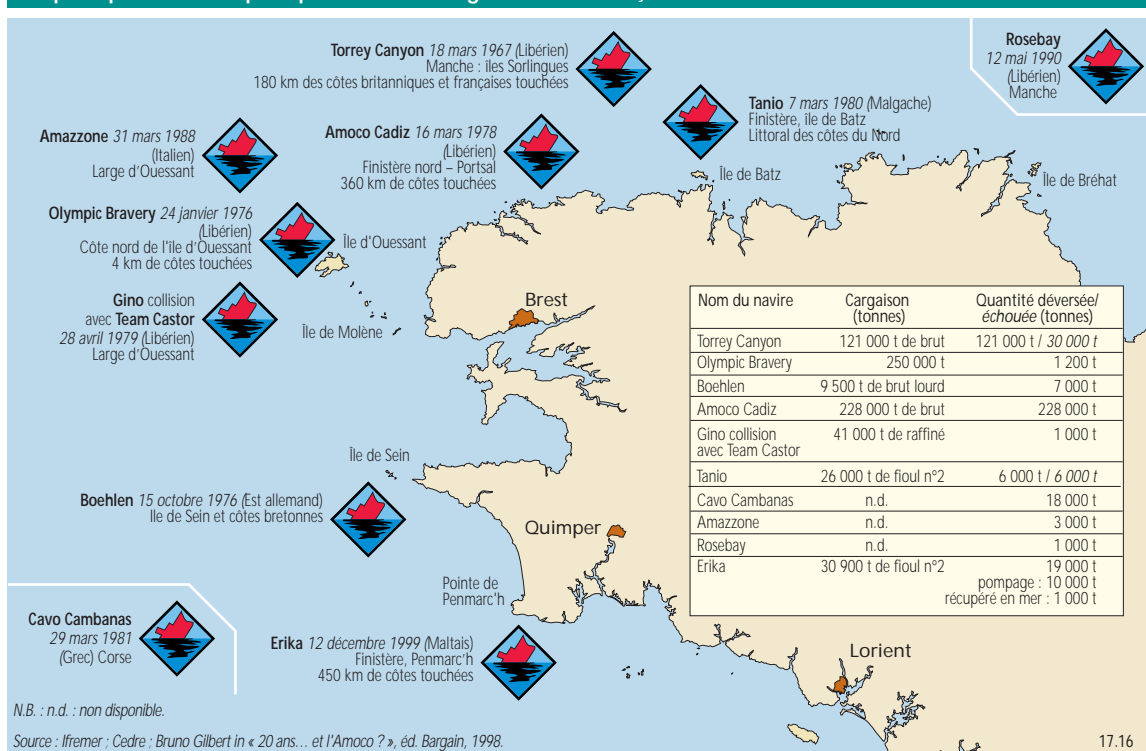 Torrey Canyon 18 mars 1967 (Libérien)
Manche : îles Sorlingues
180 km des côtes britanniques et françaises touchées
Rosebay
12 mai 1990
(Libérien)
Manche
Tanio 7 mars 1980 (Malgache)
Finistère, île de Batz
Littoral des côtes du Nord
Amazzone 31 mars 1988
(Italien)
Large d'Ouessant
Amoco Cadiz 16 mars 1978
(Libérien)
Finistère nord – Portsal
360 km de côtes touchées
Île de Batz
Île de Bréhat
Olympic Bravery 24 janvier 1976
(Libérien)
Côte nord de l'île d'Ouessant
4 km de côtes touchées
Île d'Ouessant
Gino collision
avec Team Castor
28 avril 1979 (Libérien)
Large d'Ouessant
Île de Molène
Brest
Nom du navire Cargaison (tonnes) Quantité déversée/ échouée (tonnes)
Torrey Canyon 121 000 t de brut 121 000 t / 30 000 t
Olympic Bravery 250 000 t 1 200 t
Boehlen 9 500 t de brut lourd 7 000 t
Amoco Cadiz 228 000 t de brut 228 000 t
Gino collision 41 000 t de raffiné 1 000 t
avec Team Castor
Tanio 26 000 t de fioul n°2 6 000 t / 6 000 t
Cavo Cambanas n.d. 18 000 t
Amazzone n.d. 3 000 t
Rosebay n.d. 1 000 t
Erika 30 900 t de fioul n°2 19 000 t
pompage : 10 000 t
récupéré en mer : 1 000 t
Île de Sein
Boehlen 15 octobre 1976 (Est allemand)
Ile de Sein et côtes bretonnes
Quimper
Pointe de
Penmarc'h
Cavo Cambanas
29 mars 1981
(Grec) Corse
Erika 12 décembre 1999 (Maltais)
Finistère, Penmarc'h
450 km de côtes touchées
Lorient
N.B. : n.d. : non disponible.
Source : Ifremer ; Cedre ; Bruno Gilbert in « 20 ans... et l'Amoco ? », éd. Bargain, 1998.
17.16